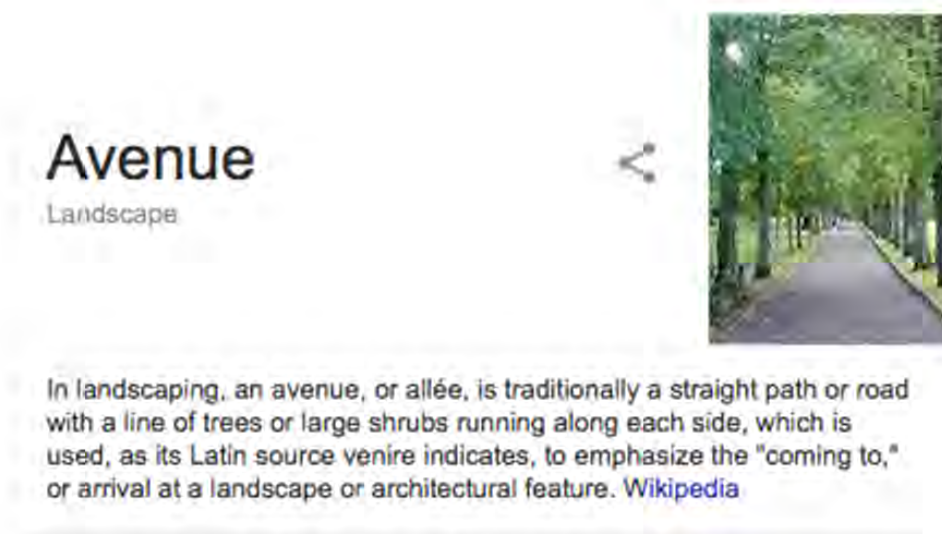 Avenue
Landscape
In landscaping, an avenue, or allée, is traditionally a straight path or road
with a line of trees or large shrubs running along each side, which is
used, as its Latin source venire indicates, to emphasize the "coming to,"
or arrival at a landscape or architectural feature. Wikipedia